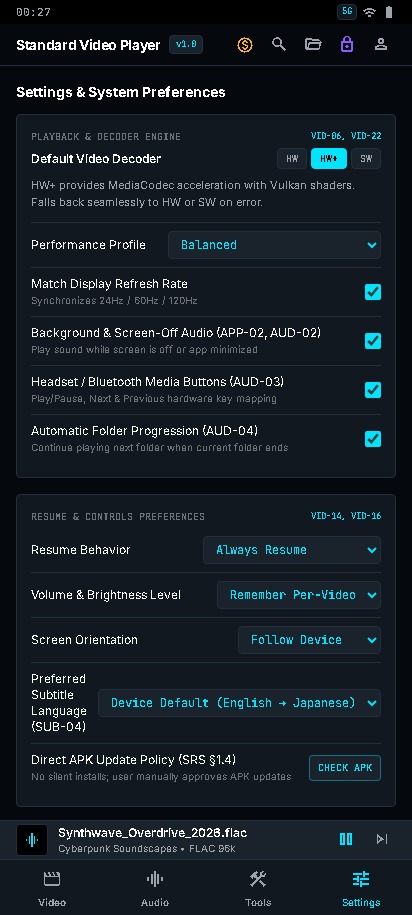 00:27
5G
Standard Video Player
v1.0
Settings & System Preferences
PLAYBACK & DECODER ENGINE
VID-06, VID-22
Default Video Decoder
HW
HW+
SW
HW+ provides MediaCodec acceleration with Vulkan shaders.
Falls back seamlessly to HW or SW on error.
Performance Profile
Balanced
Match Display Refresh Rate
Synchronizes 24Hz / 60Hz / 120Hz
Background & Screen-Off Audio (APP-02, AUD-02)
Play sound while screen is off or app minimized
Headset / Bluetooth Media Buttons (AUD-03)
Play/Pause, Next & Previous hardware key mapping
Automatic Folder Progression (AUD-04)
Continue playing next folder when current folder ends
RESUME & CONTROLS PREFERENCES
VID-14, VID-16
Resume Behavior
Always Resume
Volume & Brightness Level
Remember Per-Video
Screen Orientation
Follow Device
Preferred
Subtitle
Language
(SUB-04)
Device Default (English → Japanese)
Direct APK Update Policy (SRS §1.4)
No silent installs; user manually approves APK updates
CHECK APK
Synthwave_Overdrive_2026.flac
Cyberpunk Soundscapes • FLAC 96k
Video
Audio
Tools
Settings